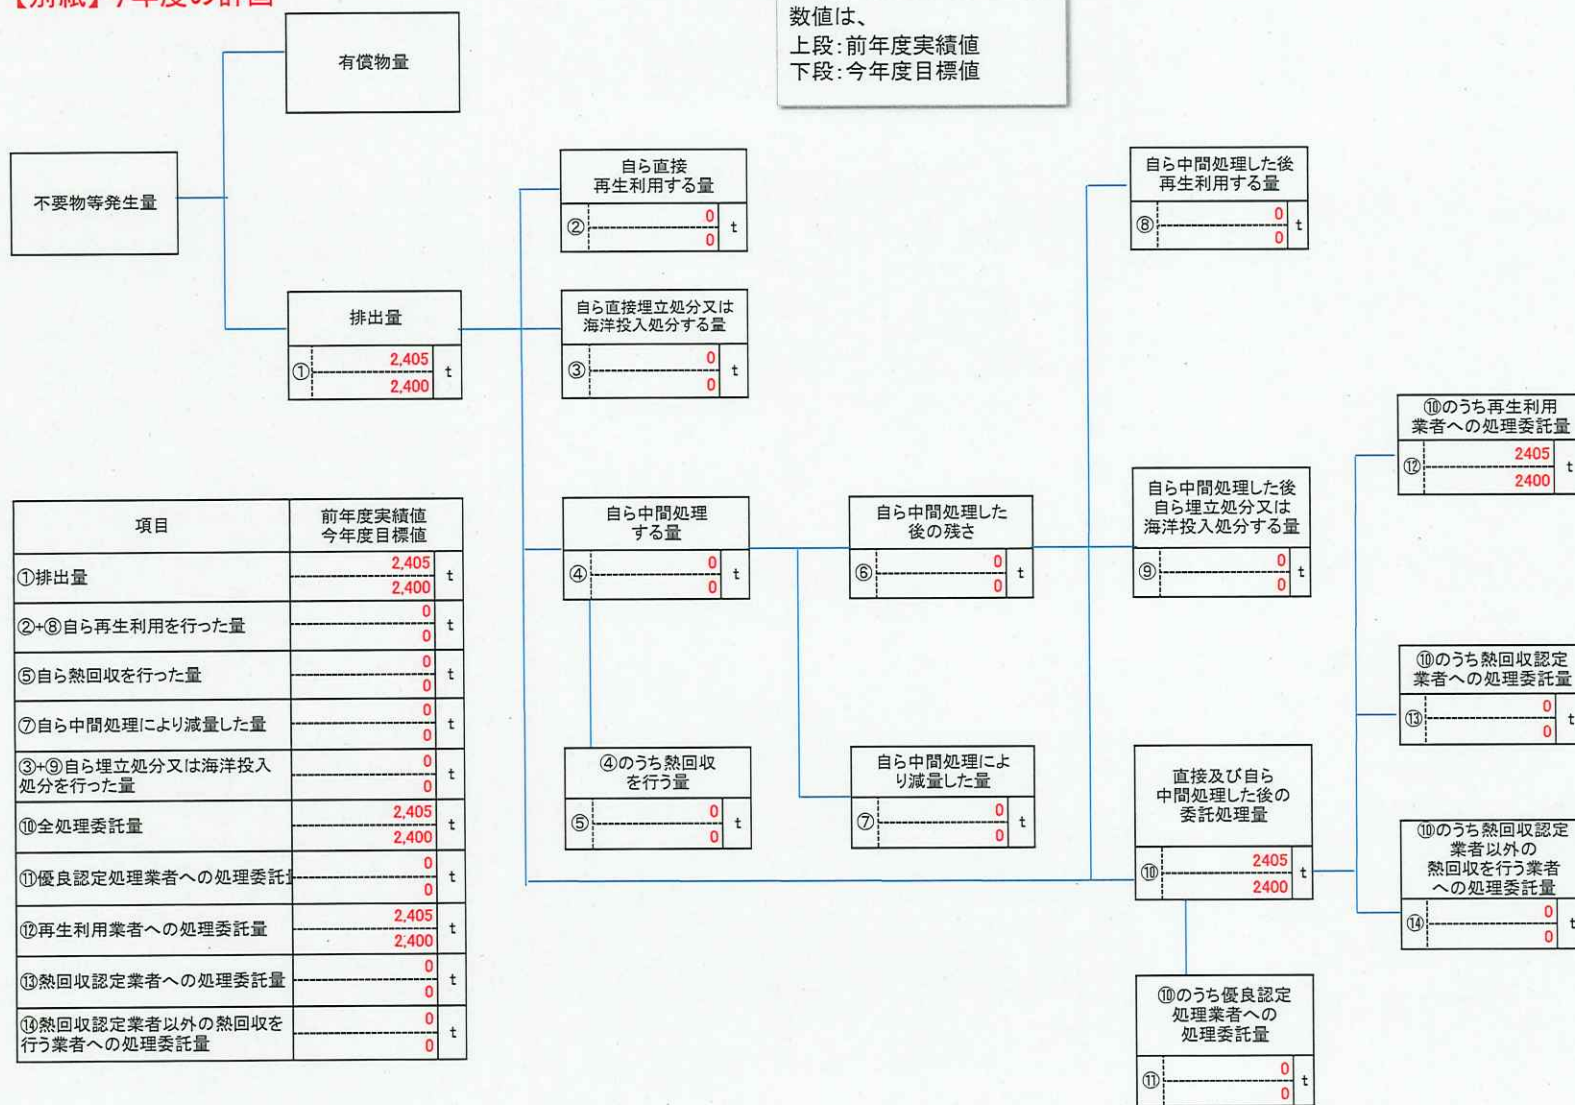 数値は、
上段:前年度実績値
下段:今年度目標値
有償物量
不要物等発生量
排出量
①
2,405
2,400
t
自ら直接
再生利用する量
②
0
0
t
自ら直接埋立処分又は
海洋投入処分する量
③
0
0
t
自ら中間処理した後
再生利用する量
⑧
0
0
t
自ら中間処理
する量
④
0
0
t
自ら中間処理した
後の残さ
⑥
0
0
t
自ら中間処理した後
自ら埋立処分又は
海洋投入処分する量
⑨
0
0
t
④のうち熱回収
を行う量
⑤
0
0
t
自ら中間処理によ
り減量した量
⑦
0
0
t
直接及び自ら
中間処理した後の
委託処理量
⑩
2405
2400
t
⑩のうち優良認定
処理業者への
処理委託量
⑪
0
0
t
⑩のうち再生利用
業者への処理委託量
⑫
2405
2400
t
⑩のうち熱回収認定
業者への処理委託量
⑬
0
0
t
⑩のうち熱回収認定
業者以外の
熱回収を行う業者
への処理委託量
⑭
0
0
t
項目
前年度実績値
今年度目標値
①排出量
2,405
2,400
t
②+⑧自ら再生利用を行った量
0
0
t
⑤自ら熱回収を行った量
0
0
t
⑦自ら中間処理により減量した量
0
0
t
③+⑨自ら埋立処分又は海洋投入
処分を行った量
0
0
t
⑩全処理委託量
2,405
2,400
t
⑪優良認定処理業者への処理委託
0
0
t
⑫再生利用業者への処理委託量
2,405
2,400
t
⑬熱回収認定業者への処理委託量
0
0
t
⑭熱回収認定業者以外の熱回収を
行う業者への処理委託量
0
0
t